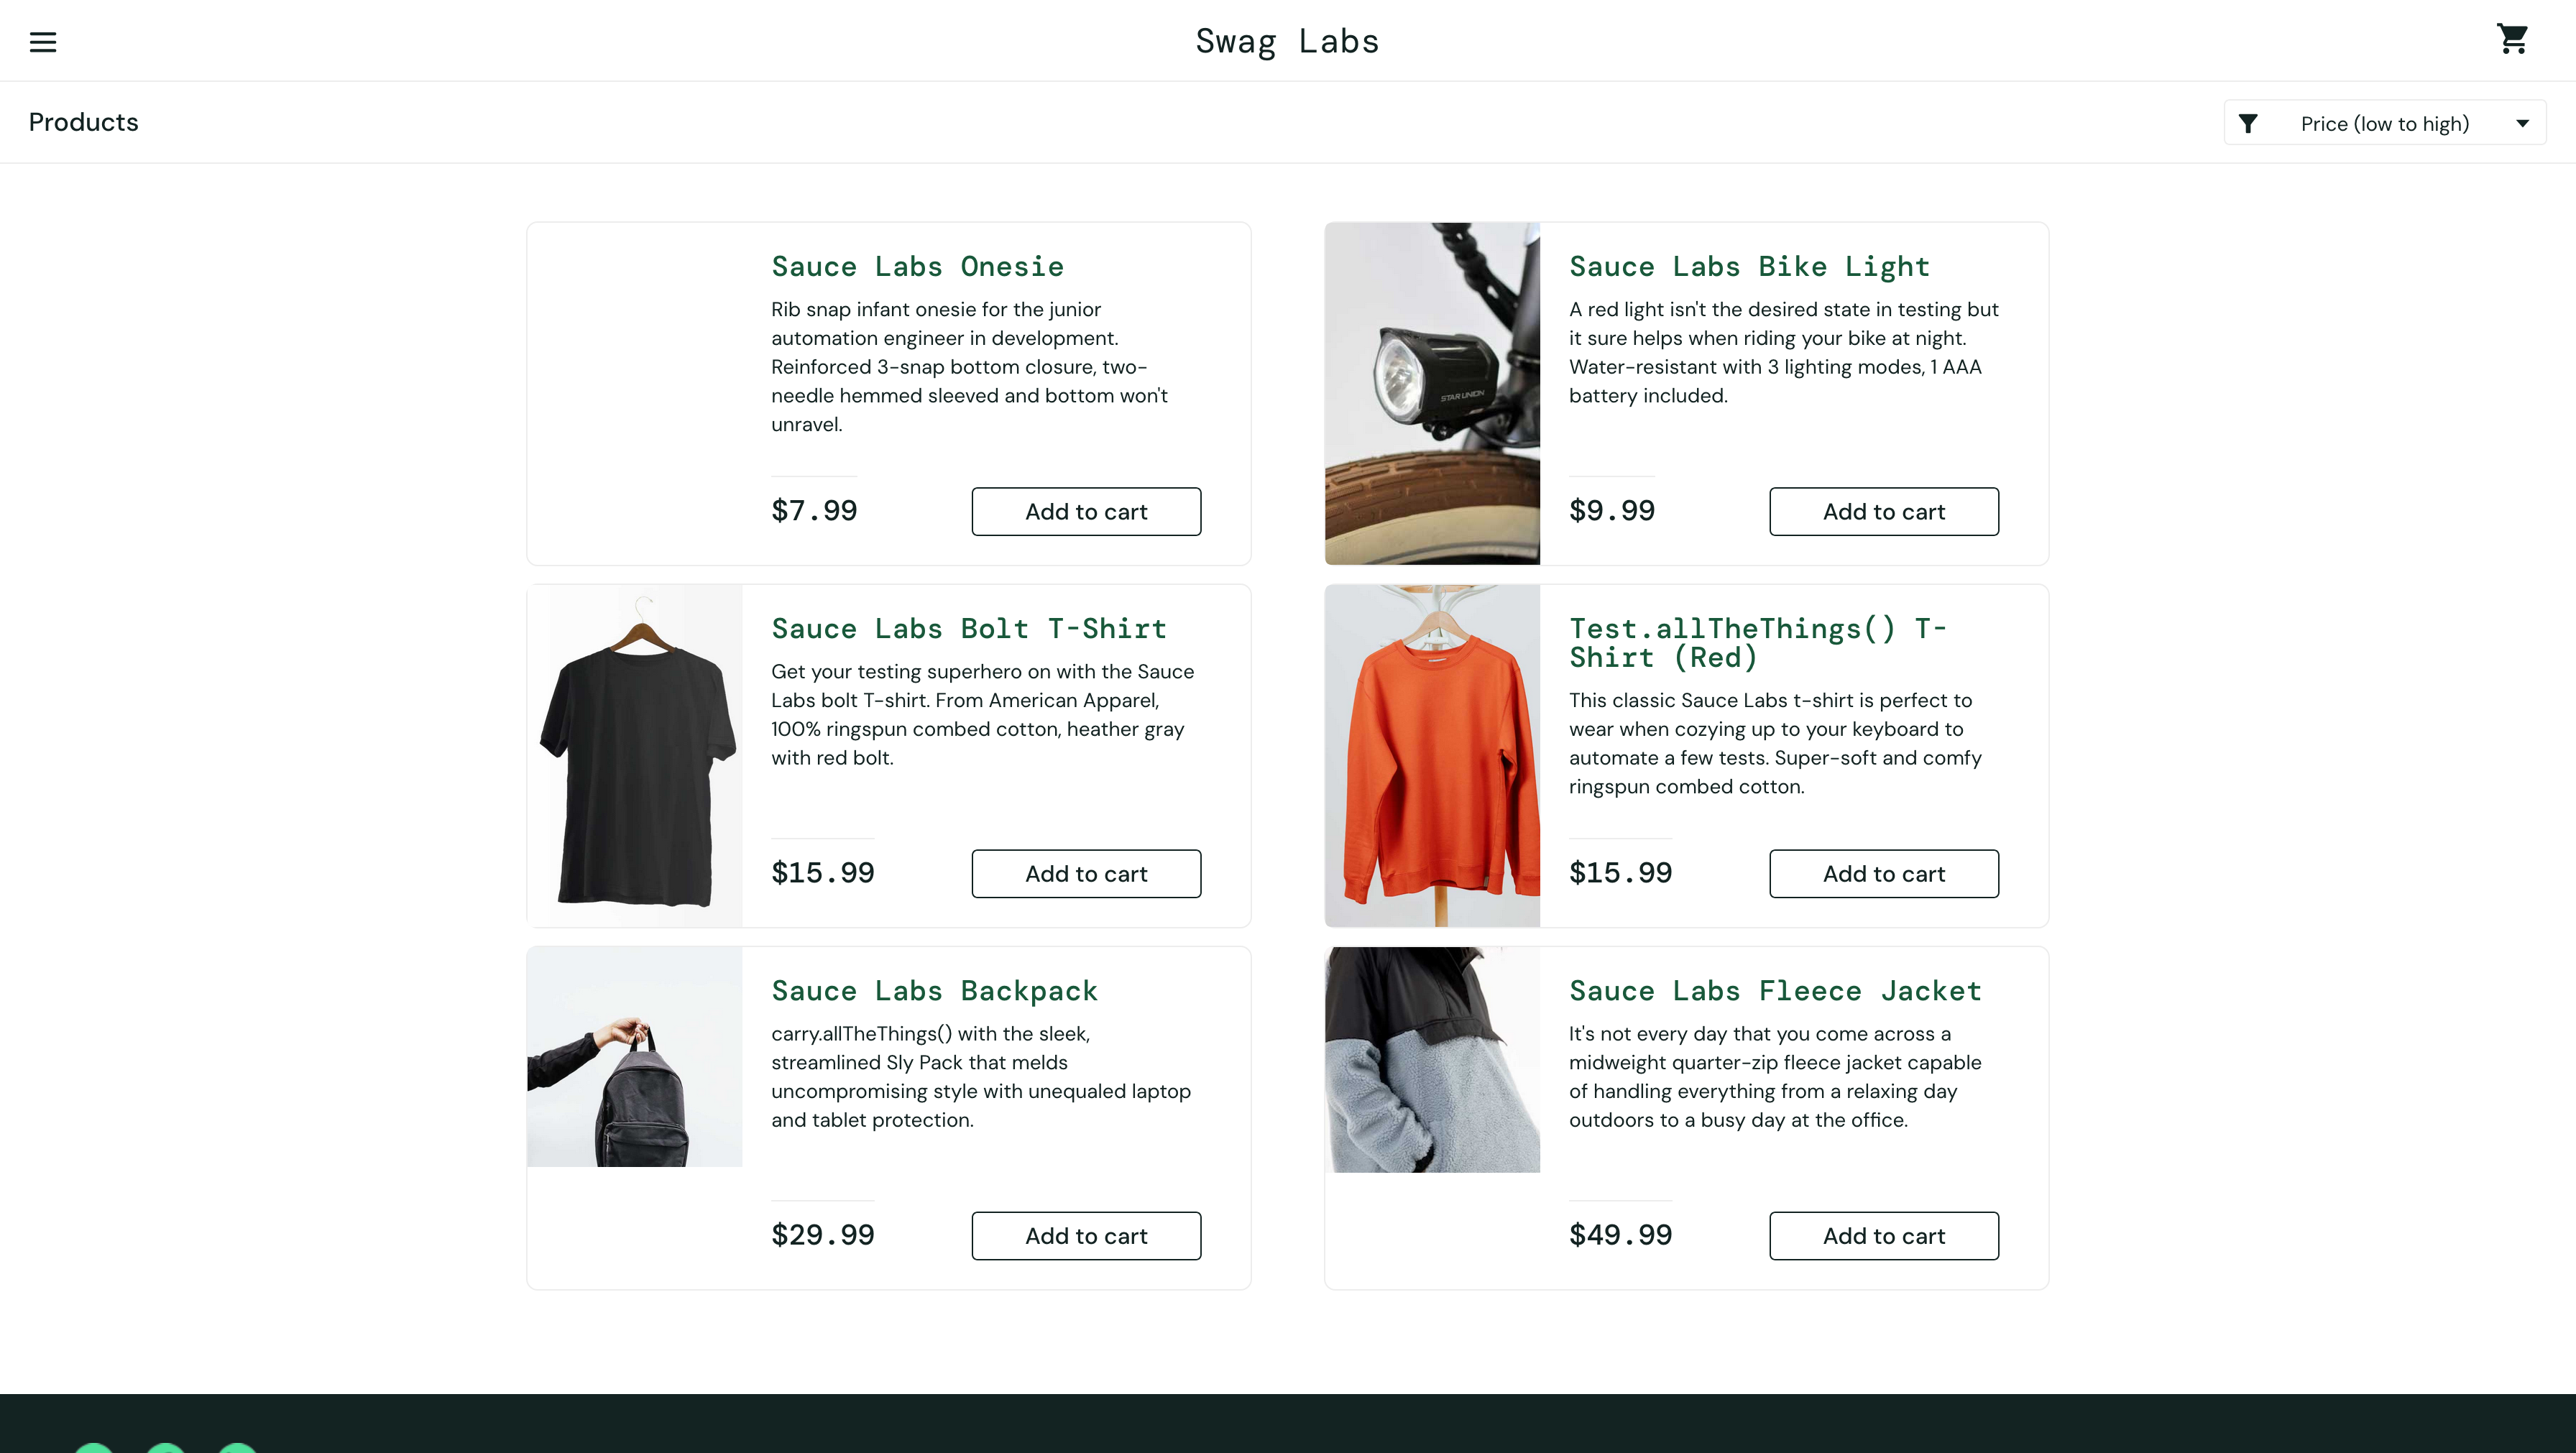 Swag Labs
Products
Price (low to high)
Sauce Labs Onesie
Rib snap infant onesie for the junior
automation engineer in development.
Reinforced 3-snap bottom closure, two-
needle hemmed sleeved and bottom won't
unravel.
$7.99
Add to cart
STAR UNION
Sauce Labs Bike Light
A red light isn't the desired state in testing but
it sure helps when riding your bike at night.
Water-resistant with 3 lighting modes, 1 AAA
battery included.
$9.99
Add to cart
Sauce Labs Bolt T-Shirt
Get your testing superhero on with the Sauce
Labs bolt T-shirt. From American Apparel,
100% ringspun combed cotton, heather gray
with red bolt.
$15.99
Add to cart
Test.allTheThings() T-
Shirt (Red)
This classic Sauce Labs t-shirt is perfect to
wear when cozying up to your keyboard to
automate a few tests. Super-soft and comfy
ringspun combed cotton.
$15.99
Add to cart
Sauce Labs Backpack
carry.allTheThings() with the sleek,
streamlined Sly Pack that melds
uncompromising style with unequaled laptop
and tablet protection.
$29.99
Add to cart
Sauce Labs Fleece Jacket
It's not every day that you come across a
midweight quarter-zip fleece jacket capable
of handling everything from a relaxing day
outdoors to a busy day at the office.
$49.99
Add to cart